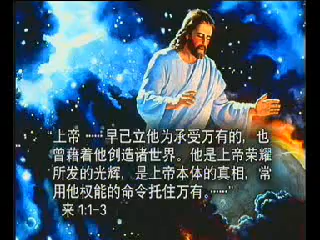 “上帝……早已立他为承受万有的，也
曾藉着他创造诸世界。他是上帝荣耀
所发的光辉，是上帝本体的真相，常
用他权能的命令托住万有。……”
来 1:1-3